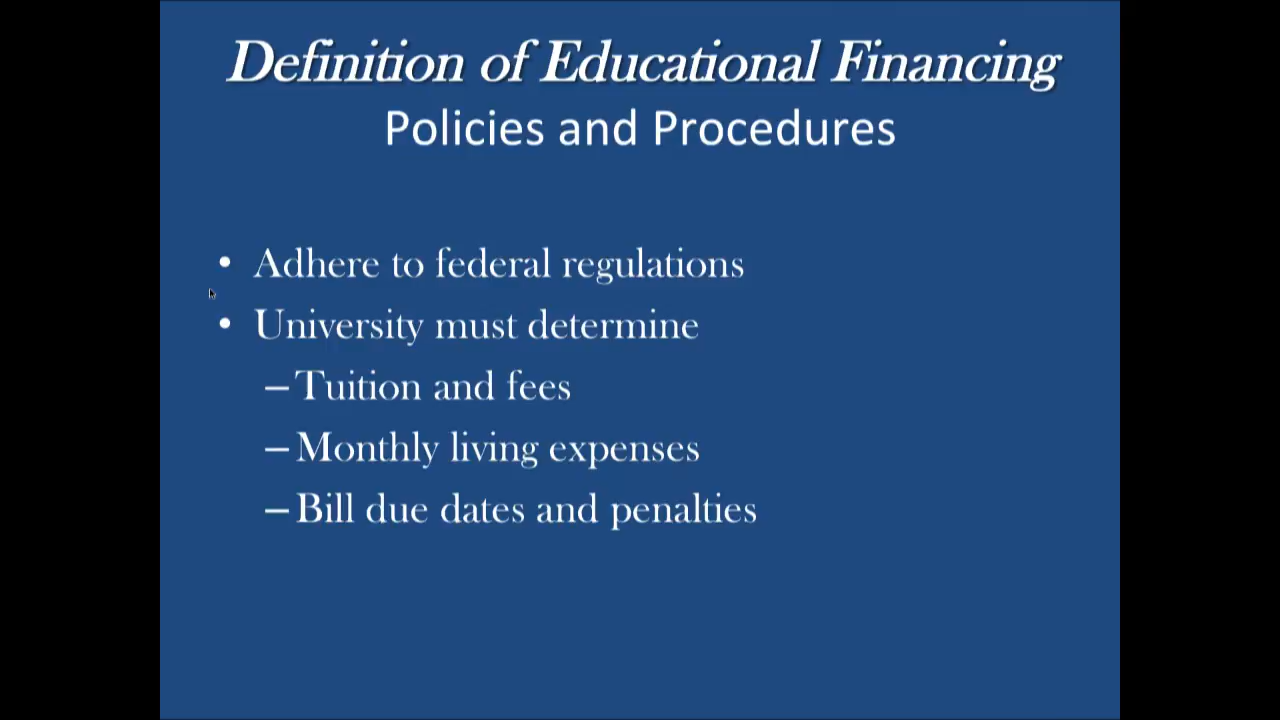 Definition of Educational Financing
Policies and Procedures
• Adhere to federal regulations
• University must determine
– Tuition and fees
– Monthly living expenses
– Bill due dates and penalties